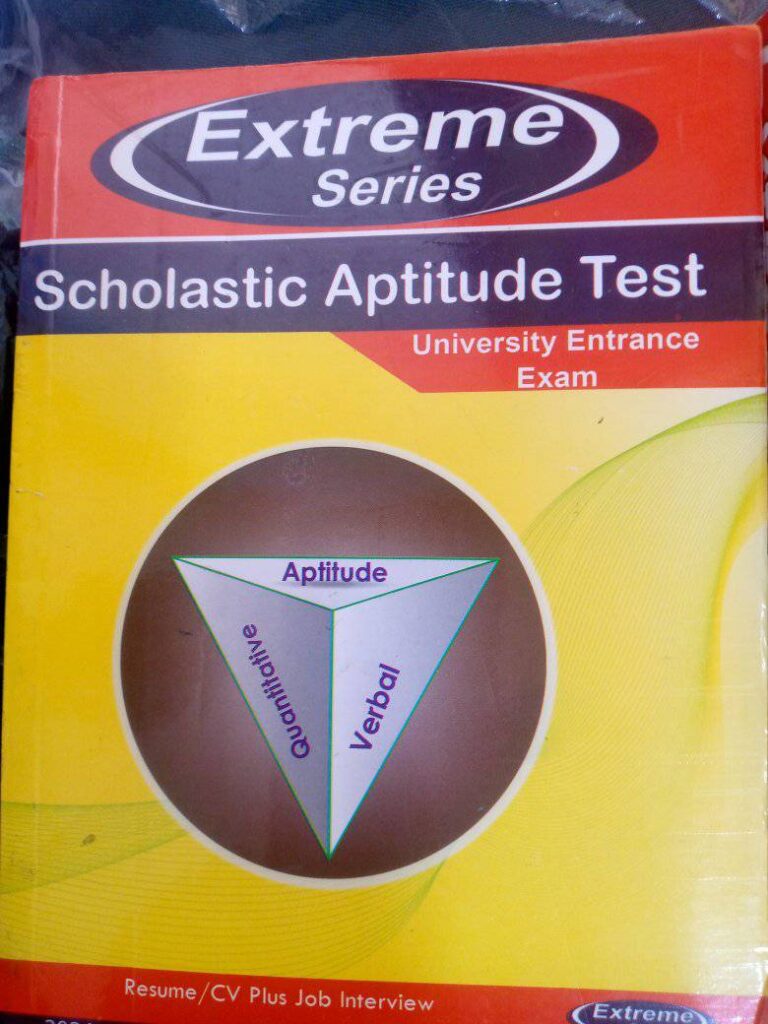 Extreme
Series
Scholastic Aptitude Test
University Entrance
Exam
Aptitude
Quantitative
Verbal
Resume/CV Plus Job Interview
Extreme